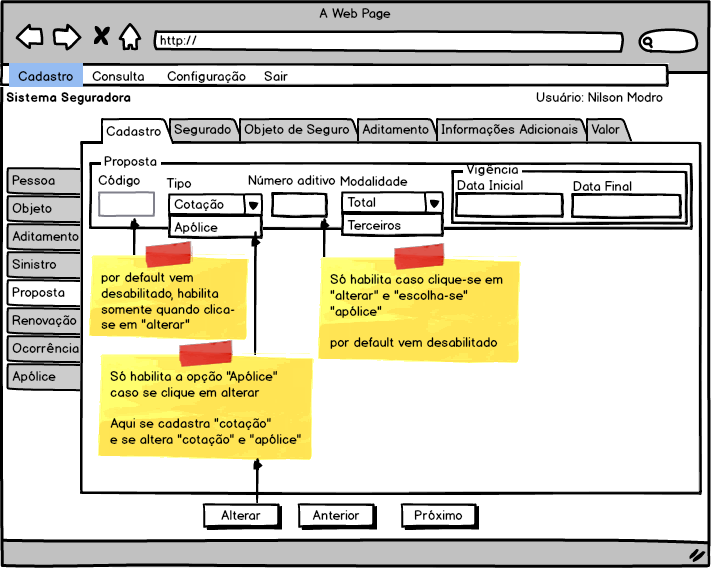 A Web Page
http://
Cadastro Consulta Configuração Sair
Sistema Seguradora
Usuário: Nilson Modro
Cadastro Segurado Objeto de Seguro Aditamento Informações Adicionais Valor
Pessoa
Objeto
Aditamento
Sinistro
Proposta
Renovação
Ocorrência
Apólice
Proposta
Código
Tipo
Cotação
Apólice
Número aditivo
Modalidade
Total
Terceiros
Vigência
Data Inicial
Data Final
por default vem
desabilitado, habilita
somente quando clica-
se em "alterar"
Só habilita caso clique-se em
"alterar" e "escolha-se"
"apólice"
por default vem desabilitado
Só habilita a opção "Apólice"
caso se clique em alterar
Aqui se cadastra "cotação"
e se altera "cotação" e "apólice"
Alterar
Anterior
Próximo